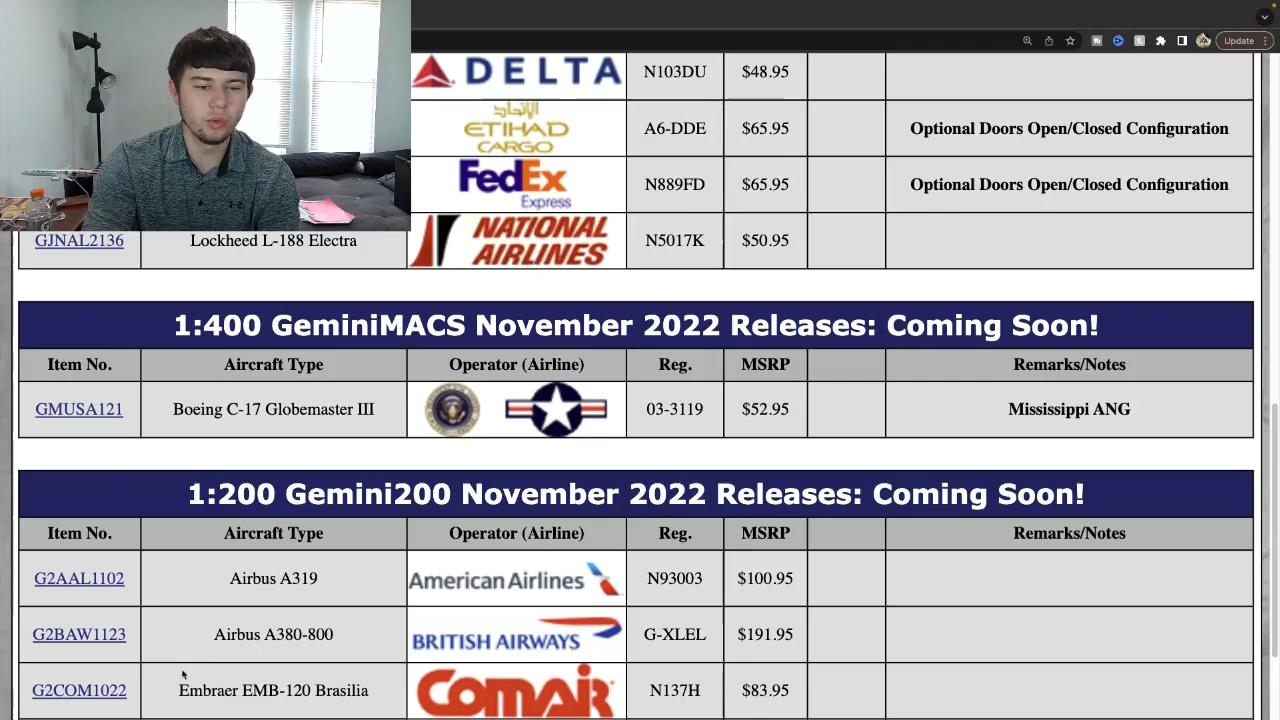 Update
DELTA N103DU $48.95
الإتحاد ETIHAD CARGO A6-DDE $65.95 Optional Doors Open/Closed Configuration
FedEx Express N889FD $65.95 Optional Doors Open/Closed Configuration
GJNAL2136 Lockheed L-188 Electra NATIONAL AIRLINES N5017K $50.95
1:400 GeminiMACS November 2022 Releases: Coming Soon!
Item No. Aircraft Type Operator (Airline) Reg. MSRP Remarks/Notes
GMUSA121 Boeing C-17 Globemaster III 03-3119 $52.95 Mississippi ANG
1:200 Gemini200 November 2022 Releases: Coming Soon!
Item No. Aircraft Type Operator (Airline) Reg. MSRP Remarks/Notes
G2AAL1102 Airbus A319 American Airlines N93003 $100.95
G2BAW1123 Airbus A380-800 BRITISH AIRWAYS G-XLEL $191.95
G2COM1022 Embraer EMB-120 Brasilia COMAIR N137H $83.95